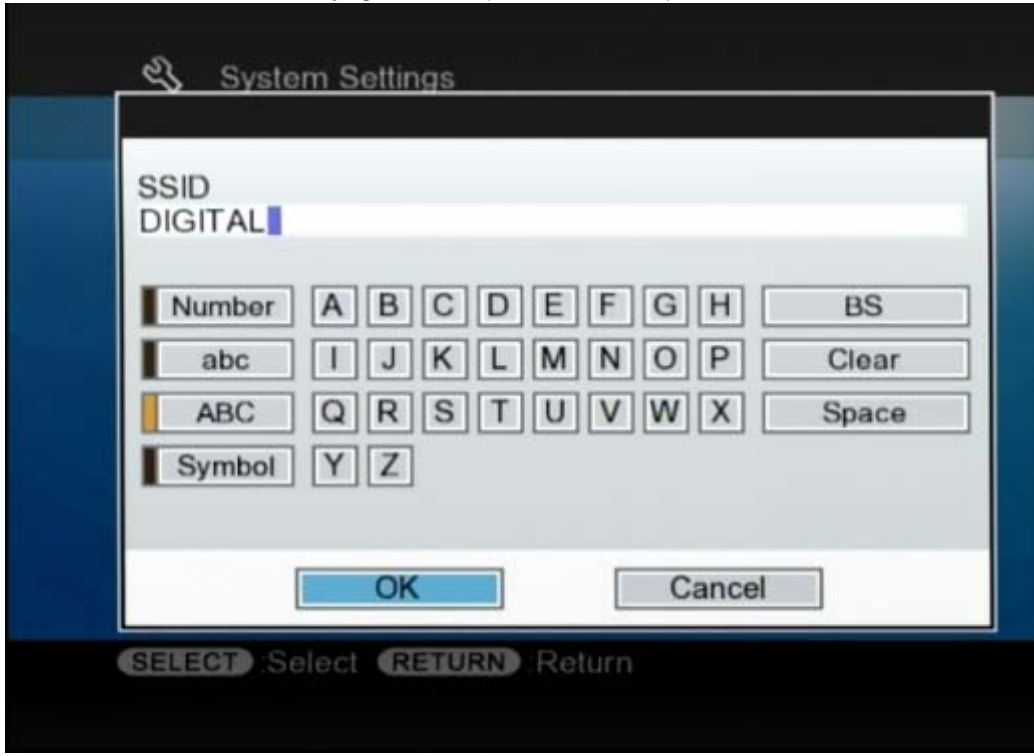 System Settings
SSID
DIGITAL
Number A B C D E F G H BS
abc I J K L M N O P Clear
ABC Q R S T U V W X Space
Symbol Y Z
OK Cancel
SELECT :Select RETURN :Return